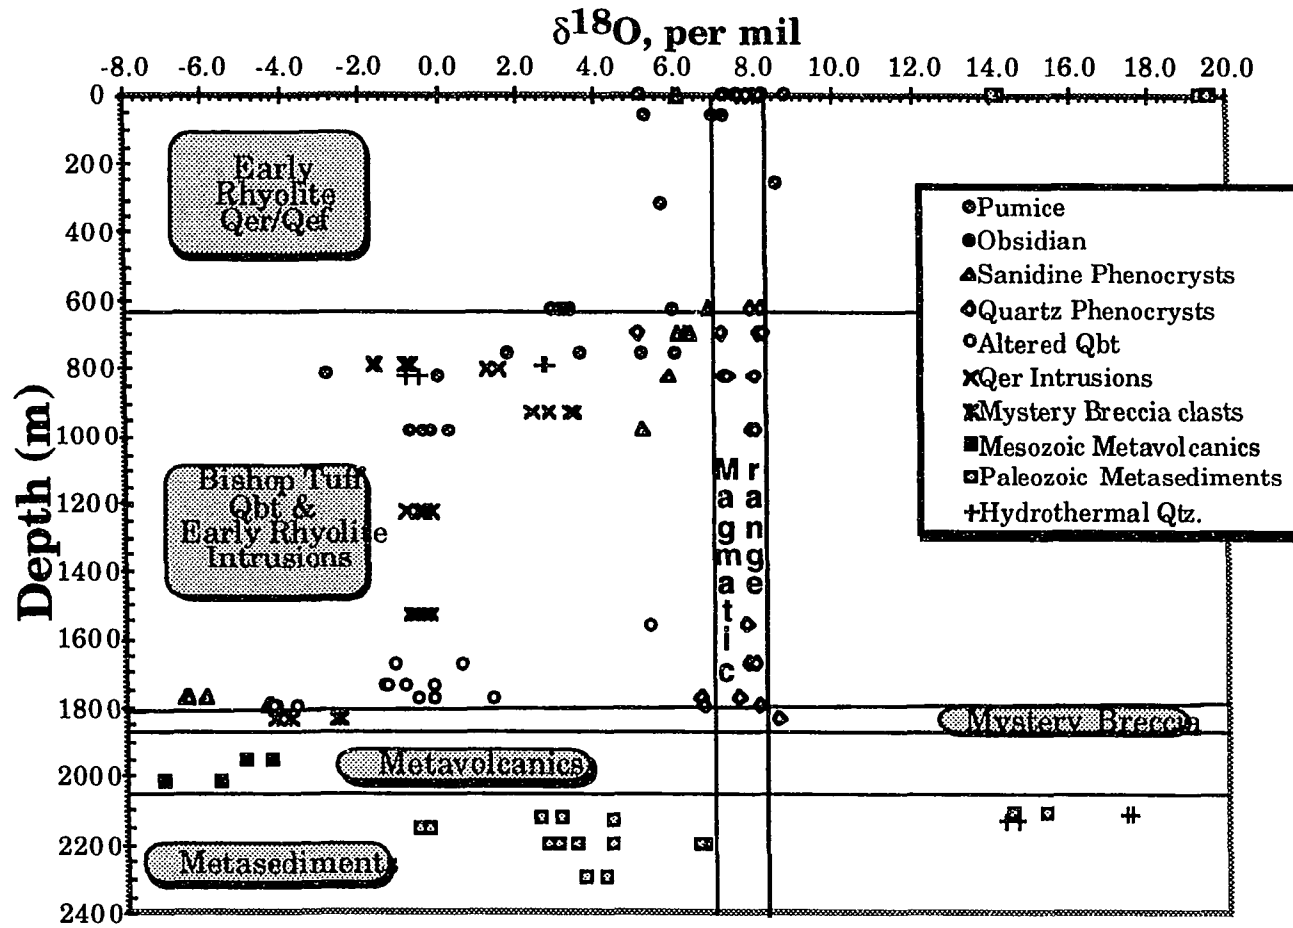 δ18O, per mil
-8.0 -6.0 -4.0 -2.0 0.0 2.0 4.0 6.0 8.0 10.0 12.0 14.0 16.0 18.0 20.0
Depth (m)
0
200
400
600
800
1000
1200
1400
1600
1800
2000
2200
2400
Early
Rhyolite
Qer/Qef
Pumice
Obsidian
Sanidine Phenocrysts
Quartz Phenocrysts
Altered Qbt
Qer Intrusions
Mystery Breccia clasts
Mesozoic Metavolcanics
Paleozoic Metasediments
Hydrothermal Qtz.
Bishop Tuff
Qbt &
Early Rhyolite
Intrusions
Magmatic
range
Mystery Breccia
Metavolcanics
Metasediments